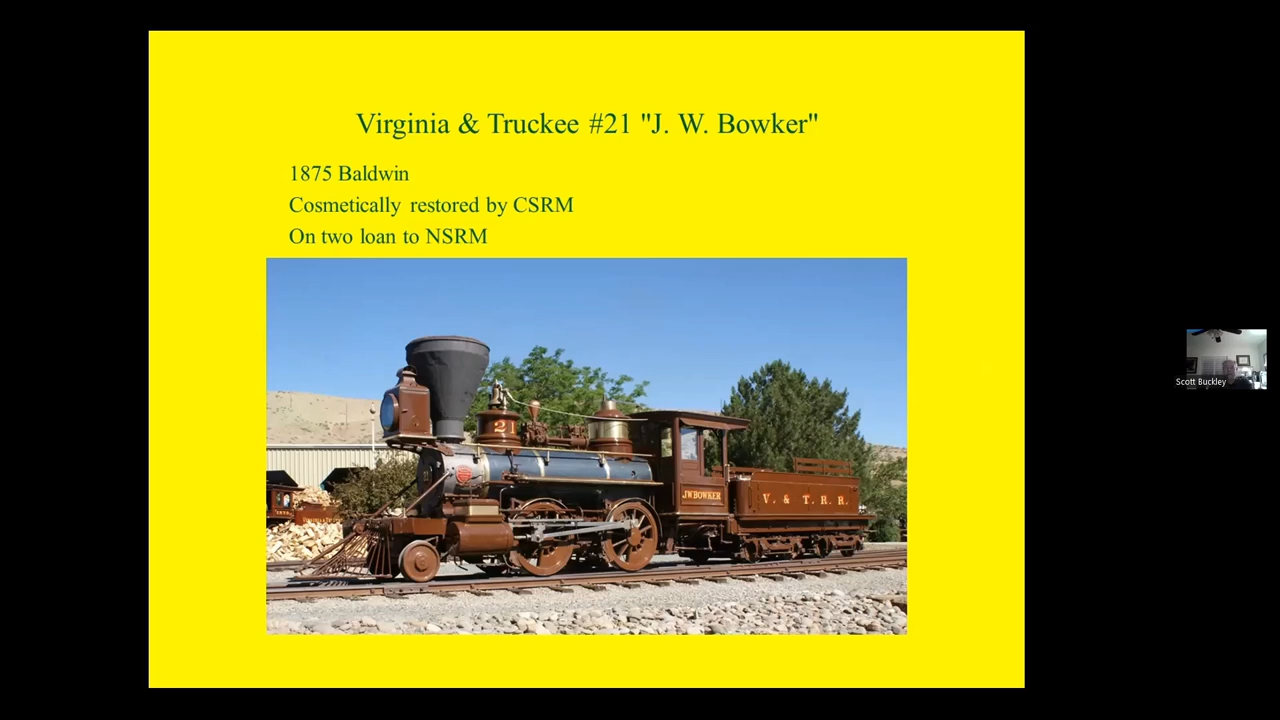 Virginia & Truckee #21 "J. W. Bowker"
1875 Baldwin
Cosmetically restored by CSRM
On two loan to NSRM
21
JWBOWKER
V. & T. R. R.
Scott Buckley